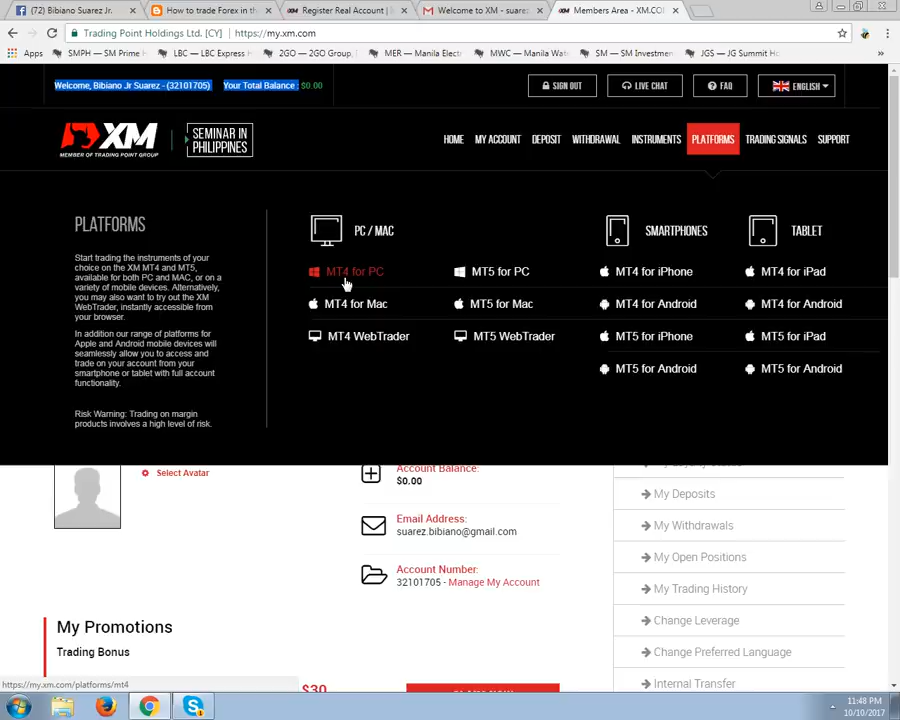 (72) Bibiano Suarez Jr.
How to trade Forex in th
Register Real Account |
Welcome to XM - suare
Members Area - XM.CO
Trading Point Holdings Ltd. [CY]
https://my.xm.com
Apps
SMPH — SM Prime H
LBC — LBC Express H
2GO — 2GO Group, I
MER — Manila Electri
MWC — Manila Wate
SM — SM Investmen
JGS — JG Summit Ho
»
Welcome, Bibiano Jr Suarez - (32101705)
Your Total Balance : $0.00
SIGN OUT
LIVE CHAT
FAQ
ENGLISH
XM
MEMBER OF TRADING POINT GROUP
SEMINAR IN
PHILIPPINES
HOME
MY ACCOUNT
DEPOSIT
WITHDRAWAL
INSTRUMENTS
PLATFORMS
TRADING SIGNALS
SUPPORT
PLATFORMS
Start trading the instruments of your
choice on the XM MT4 and MT5,
available for both PC and MAC, or on a
variety of mobile devices. Alternatively,
you may also want to try out the XM
WebTrader, instantly accessible from
your browser.
In addition our range of platforms for
Apple and Android mobile devices will
seamlessly allow you to access and
trade on your account from your
smartphone or tablet with full account
functionality.
Risk Warning: Trading on margin
products involves a high level of risk.
PC / MAC
MT4 for PC
MT5 for PC
MT4 for Mac
MT5 for Mac
MT4 WebTrader
MT5 WebTrader
SMARTPHONES
MT4 for iPhone
MT4 for Android
MT5 for iPhone
MT5 for Android
TABLET
MT4 for iPad
MT4 for Android
MT5 for iPad
MT5 for Android
Select Avatar
Account Balance:
$0.00
Email Address:
suarez.bibiano@gmail.com
Account Number:
32101705 - Manage My Account
My Deposits
My Withdrawals
My Open Positions
My Trading History
Change Leverage
Change Preferred Language
Internal Transfer
My Promotions
Trading Bonus
$30
https://my.xm.com/platforms/mt4
11:48 PM
10/10/2017